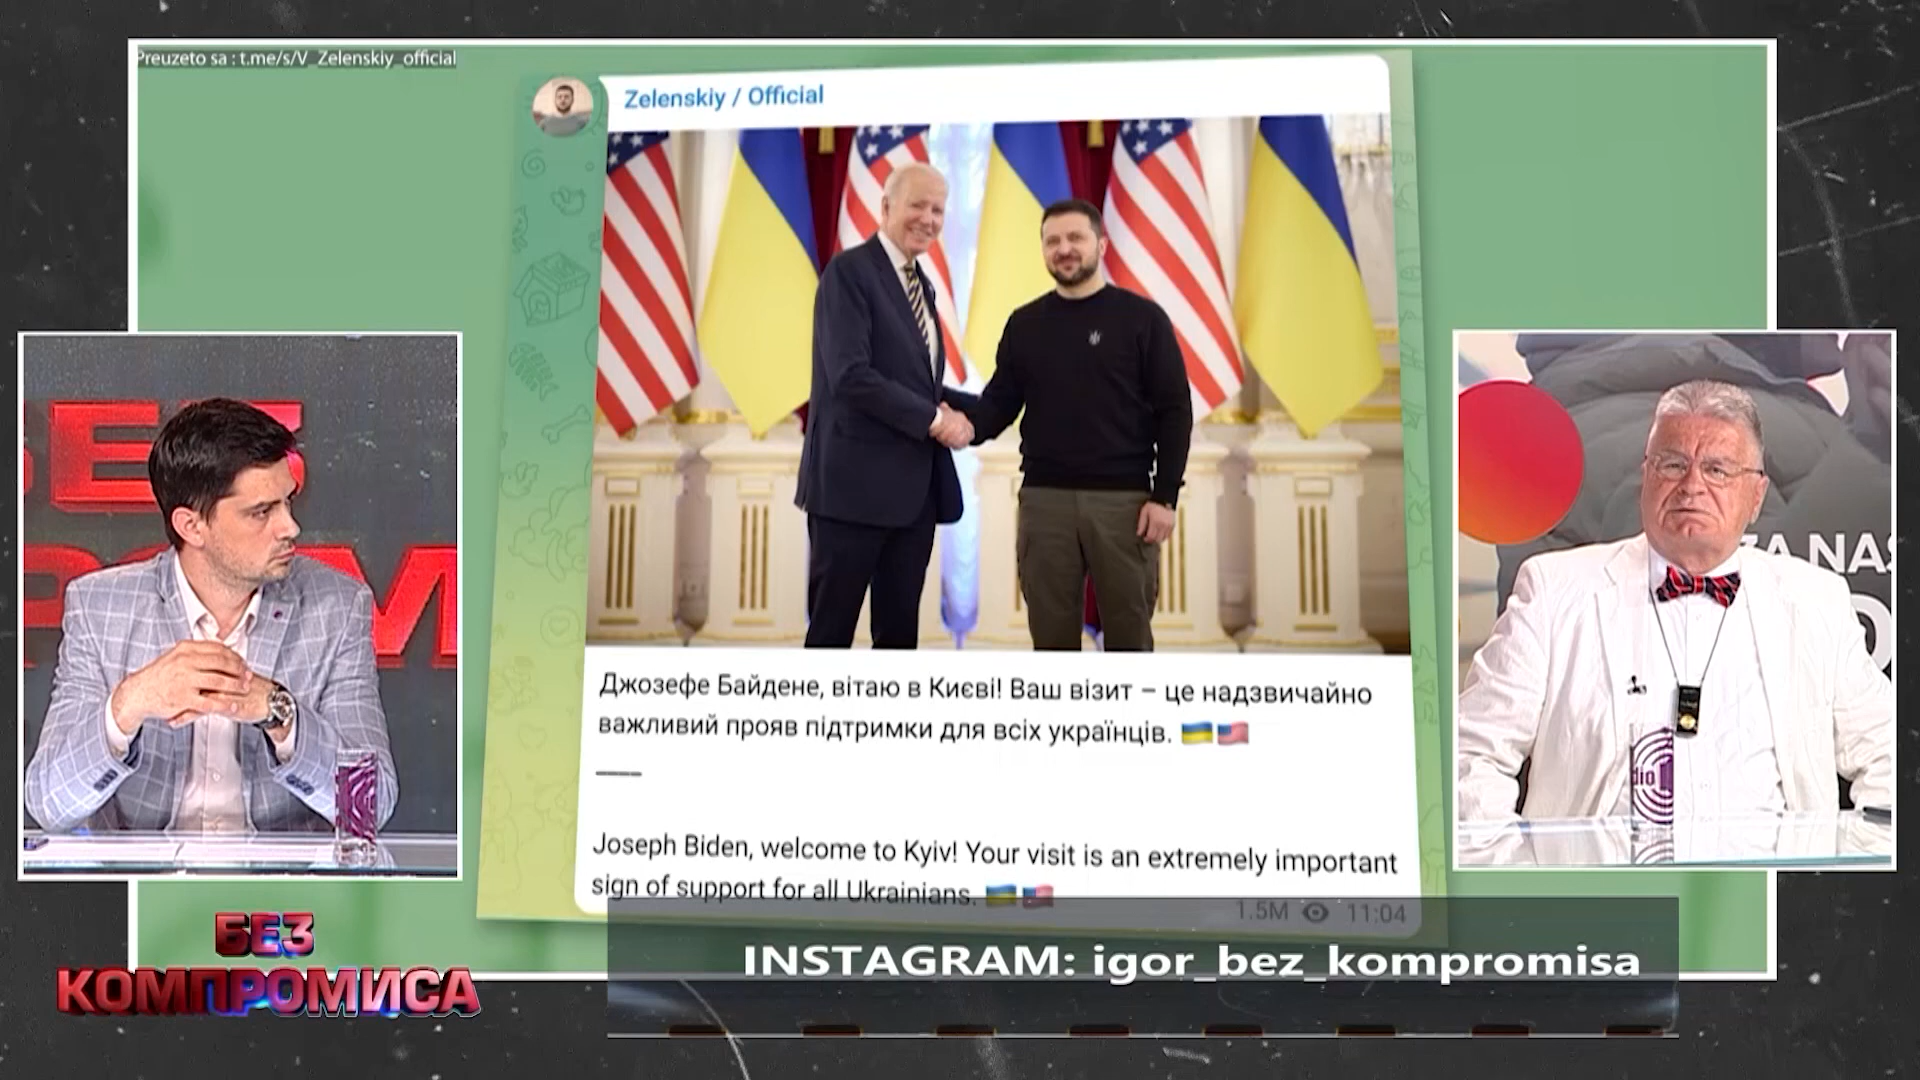 Preuzeto sa : t.me/s/V_Zelenskiy_official
Zelenskiy / Official
Джозефе Байдене, вітаю в Києві! Ваш візит – це надзвичайно
важливий прояв підтримки для всіх українців. 🇺🇦🇺🇸
Joseph Biden, welcome to Kyiv! Your visit is an extremely important
sign of support for all Ukrainians. 🇺🇦🇺🇸
1.5M 11:04
ZA NAS
БЕЗ
КОМПРОМИСА
INSTAGRAM: igor_bez_kompromisa